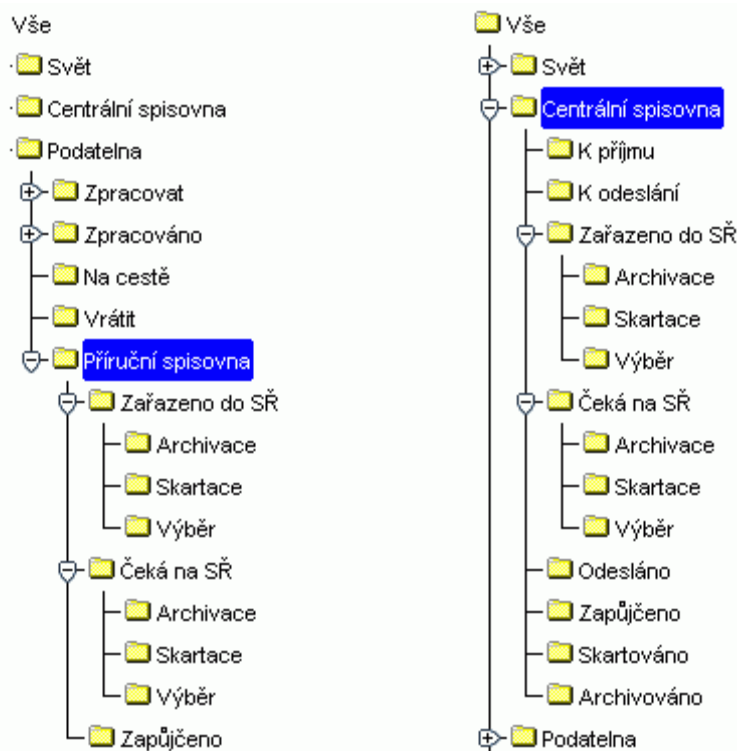 Vše
Svět
Centrální spisovna
Podatelna
Zpracovat
Zpracováno
Na cestě
Vrátit
Příruční spisovna
Zařazeno do SŘ
Archivace
Skartace
Výběr
Čeká na SŘ
Archivace
Skartace
Výběr
Zapůjčeno
Vše
Svět
Centrální spisovna
K příjmu
K odeslání
Zařazeno do SŘ
Archivace
Skartace
Výběr
Čeká na SŘ
Archivace
Skartace
Výběr
Odesláno
Zapůjčeno
Skartováno
Archivováno
Podatelna